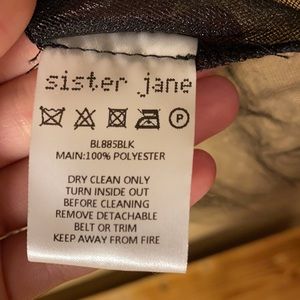 sister jane
P
BL885BLK
MAIN:100% POLYESTER
DRY CLEAN ONLY
TURN INSIDE OUT
BEFORE CLEANING
REMOVE DETACHABLE
BELT OR TRIM
KEEP AWAY FROM FIRE